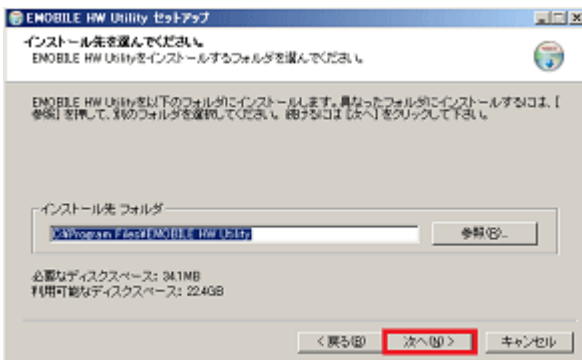 EMOBILE HW Utility セットアップ
インストール先を選んでください。
EMOBILE HW Utilityをインストールするフォルダを選んでください。
EMOBILE HW Utilityを以下のフォルダにインストールします。異なったフォルダにインストールするには、[
参照] を押して、別のフォルダを選択してください。 続けるには [次へ] をクリックして下さい。
インストール先 フォルダ
C:¥Program Files¥EMOBILE HW Utility
参照(R)...
必要なディスクスペース: 34.1MB
利用可能なディスクスペース: 22.4GB
< 戻る(B)
次へ(N) >
キャンセル